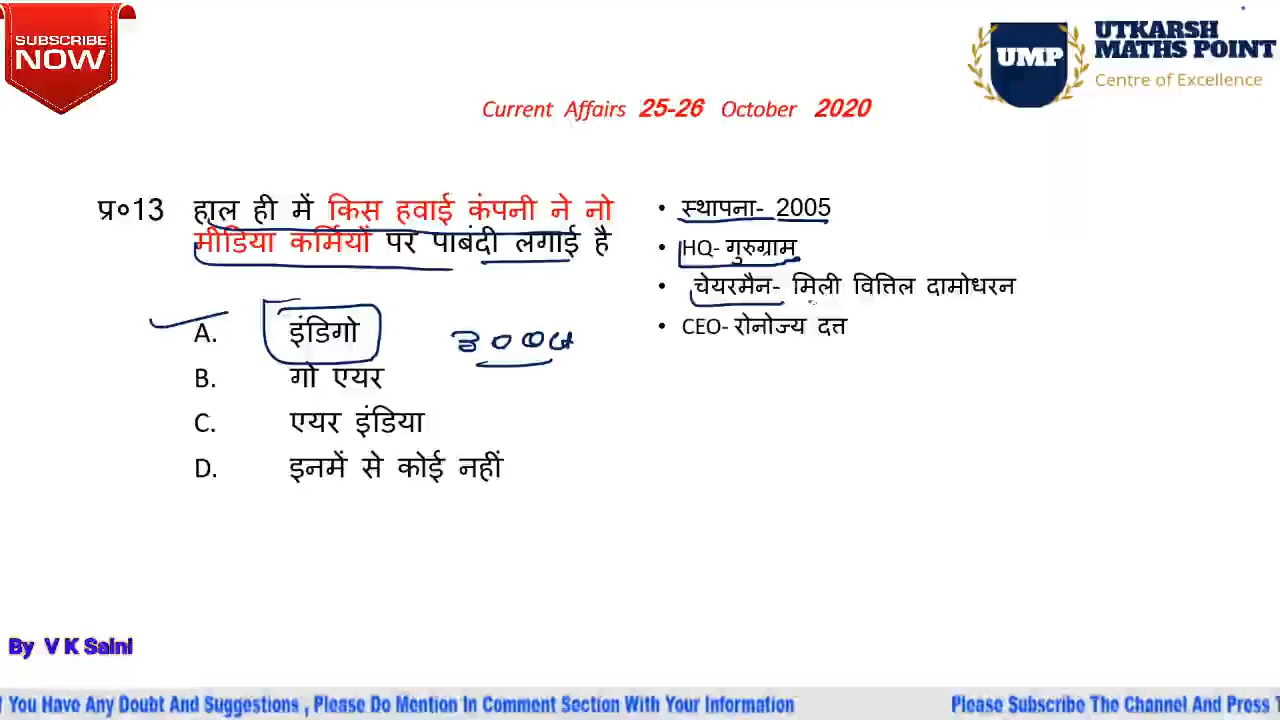 SUBSCRIBE
NOW
UMP
UTKARSH
MATHS POINT
Centre of Excellence
Current Affairs 25-26 October 2020
प्र०13 हाल ही में किस हवाई कंपनी ने नो
मीडिया कर्मियों पर पाबंदी लगाई है
A. इंडिगो
B. गो एयर
C. एयर इंडिया
D. इनमें से कोई नहीं
• स्थापना- 2005
• HQ- गुरुग्राम
• चेयरमैन- मिली वित्तिल दामोधरन
• CEO- रोनोज्य दत्त
By V K Saini
You Have Any Doubt And Suggestions , Please Do Mention In Comment Section With Your Information
Please Subscribe The Channel And Press